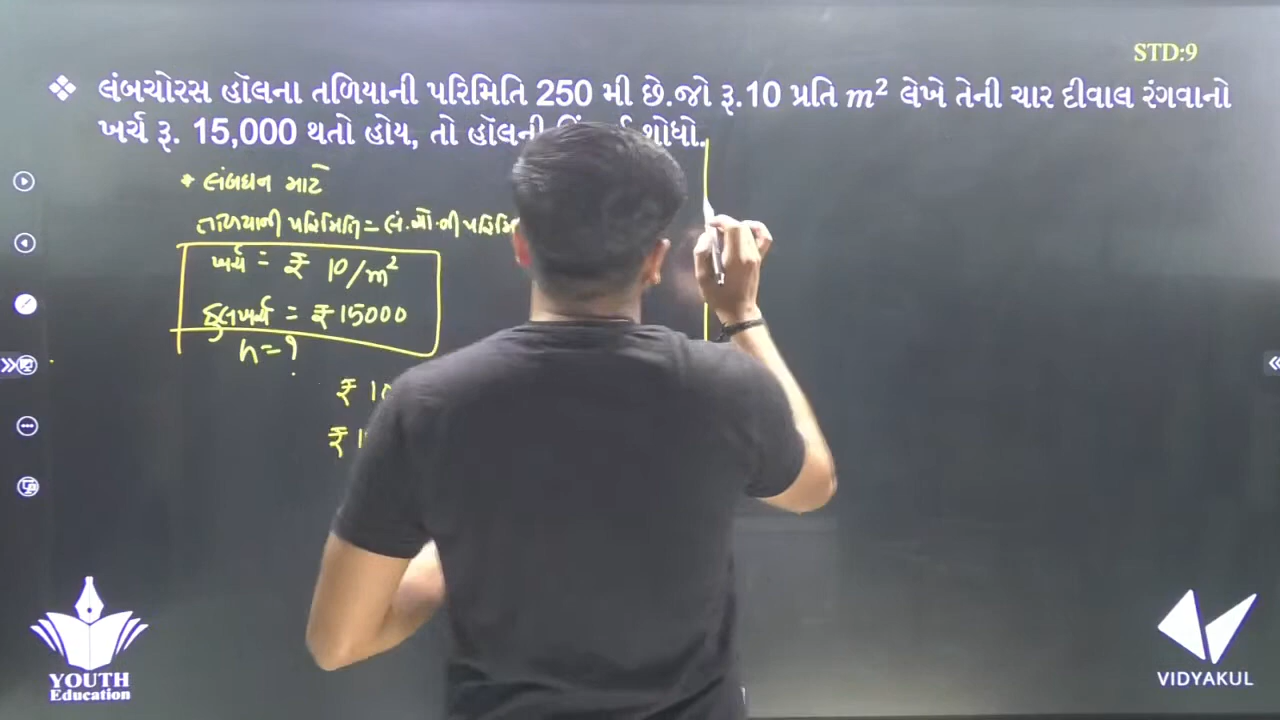 STD:9
❖ લંબચોરસ હૉલના તળિયાની પરિમિતિ 250 મી છે.જો રૂ.10 પ્રતિ m² લેખે તેની ચાર દીવાલ રંગવાનો
ખર્ચ રૂ. 15,000 થતો હોય, તો હૉલની શોધો.
* લંબઘન માટે
તળિયાની પરિમિતિ = લં.ચો.ની
ખર્ચ = ₹ 10/m²
કુલખર્ચ = ₹ 15000
h = ?
₹
₹
YOUTH
Education
VIDYAKUL